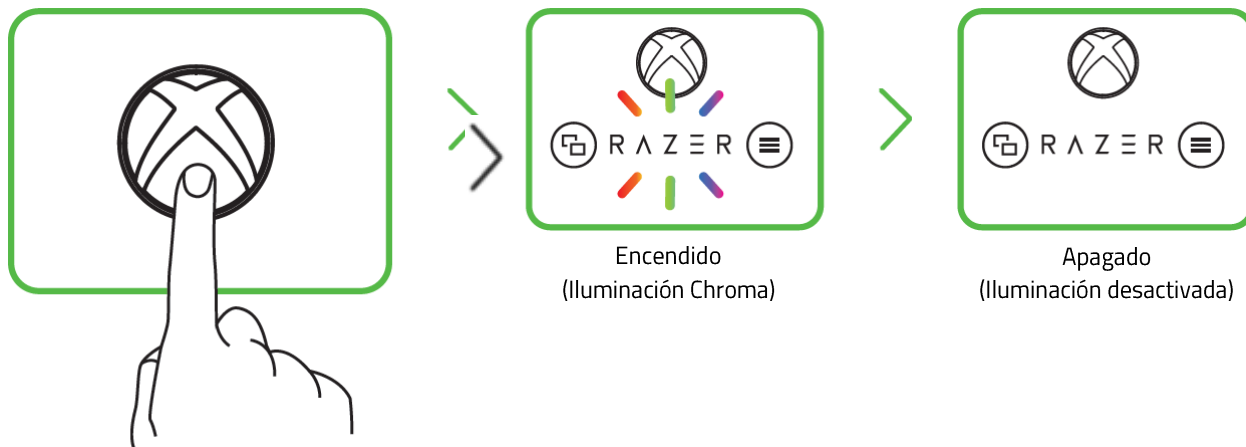 RAZER
Encendido
(Iluminación Chroma)
RAZER
Apagado
(Iluminación desactivada)